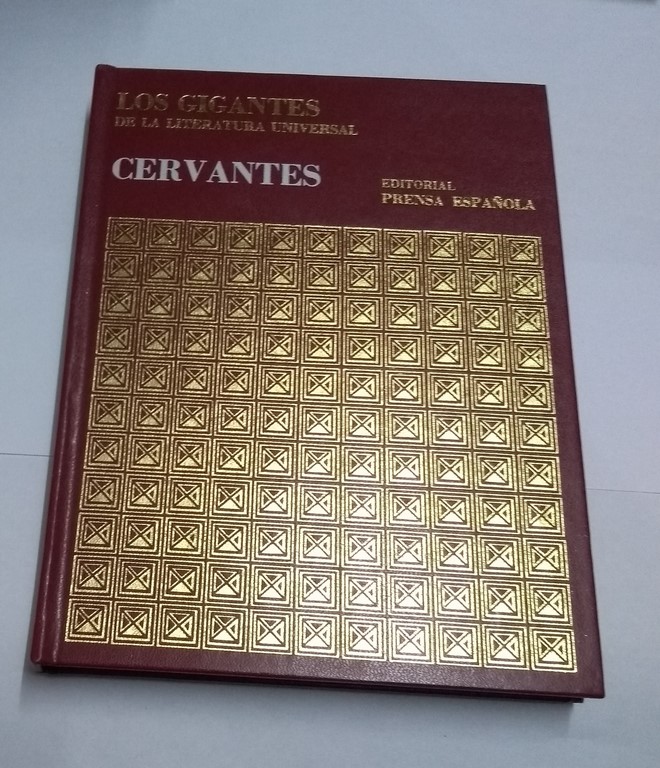 LOS GIGANTES
DE LA LITERATURA UNIVERSAL
CERVANTES
EDITORIAL
PRENSA ESPAÑOLA